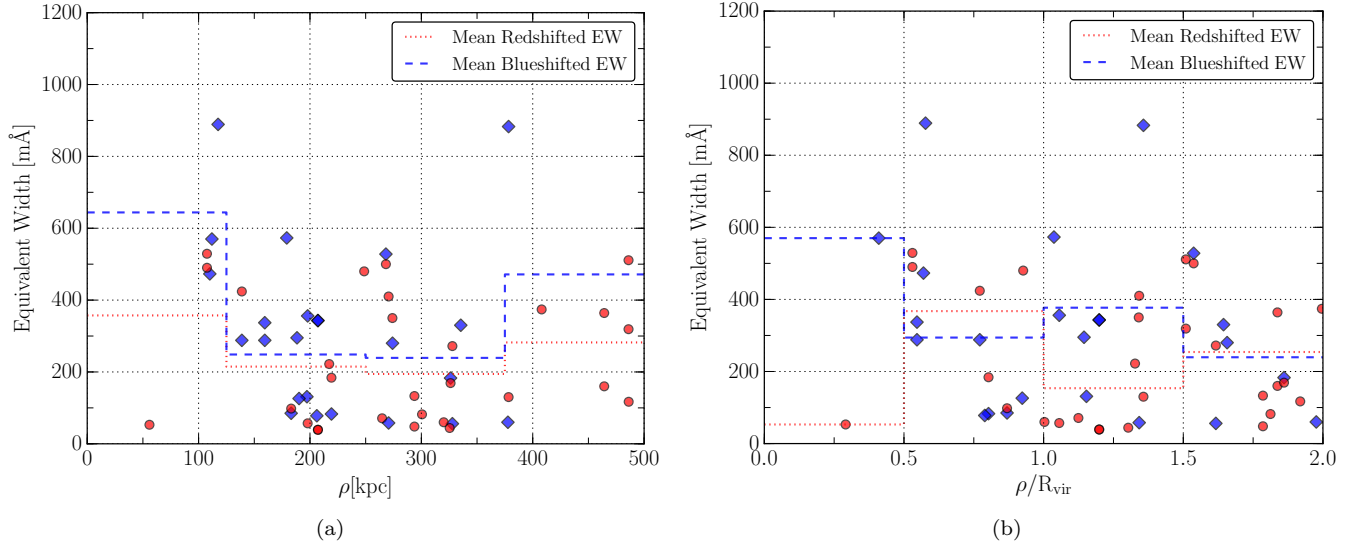 1200
1000
800
600
400
200
0
Equivalent Width [mÅ]
0
100
200
300
400
500
ρ[kpc]
Mean Redshifted EW
Mean Blueshifted EW
(a)
1200
1000
800
600
400
200
0
Equivalent Width [mÅ]
0.0
0.5
1.0
1.5
2.0
ρ/R_vir
Mean Redshifted EW
Mean Blueshifted EW
(b)